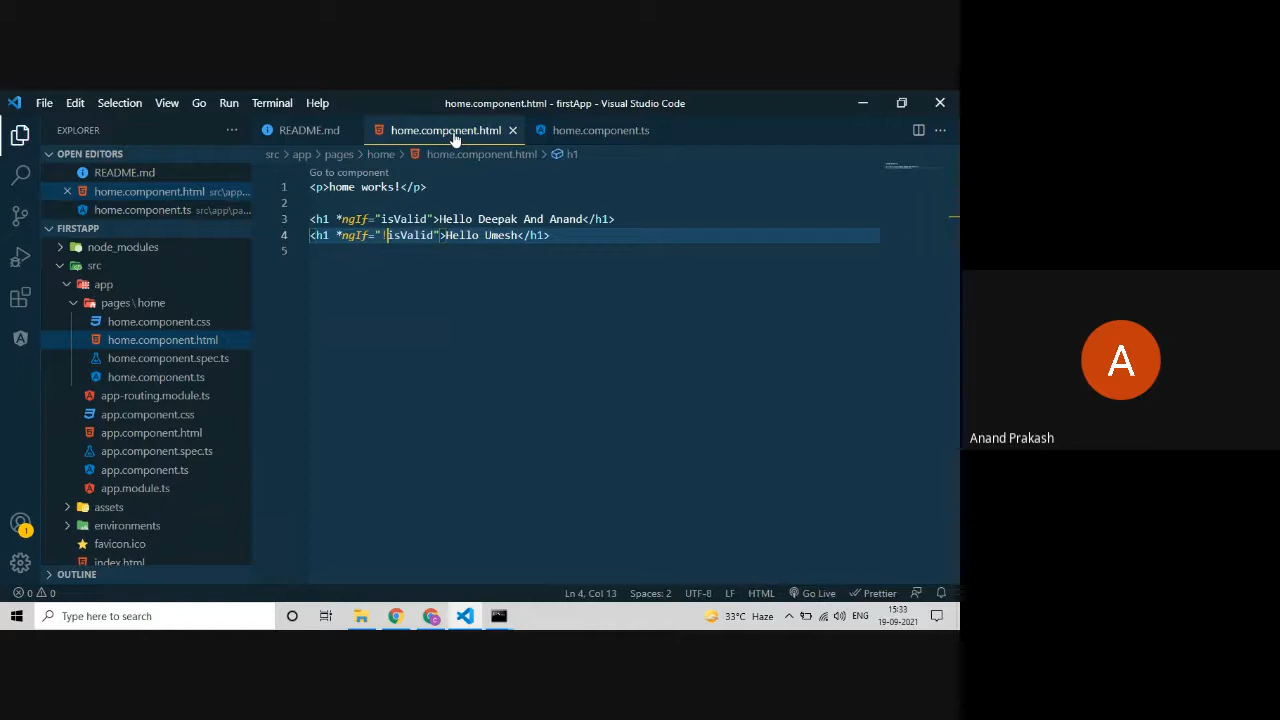 File Edit Selection View Go Run Terminal Help
home.component.html - firstApp - Visual Studio Code
EXPLORER
README.md
home.component.html
home.component.ts
OPEN EDITORS
README.md
home.component.html src\app...
home.component.ts src\app\pa...
FIRSTAPP
node_modules
src
app
pages\home
home.component.css
home.component.html
home.component.spec.ts
home.component.ts
app-routing.module.ts
app.component.css
app.component.html
app.component.spec.ts
app.component.ts
app.module.ts
assets
environments
favicon.ico
index.html
OUTLINE
src > app > pages > home > home.component.html > h1
Go to component
1 <p>home works!</p>
2
3 <h1 *ngIf="isValid">Hello Deepak And Anand</h1>
4 <h1 *ngIf="!isValid">Hello Umesh</h1>
5
A
Anand Prakash
1
0 0
Ln 4, Col 13 Spaces: 2 UTF-8 LF HTML Go Live Prettier
Type here to search
33°C Haze
ENG
15:33
19-09-2021